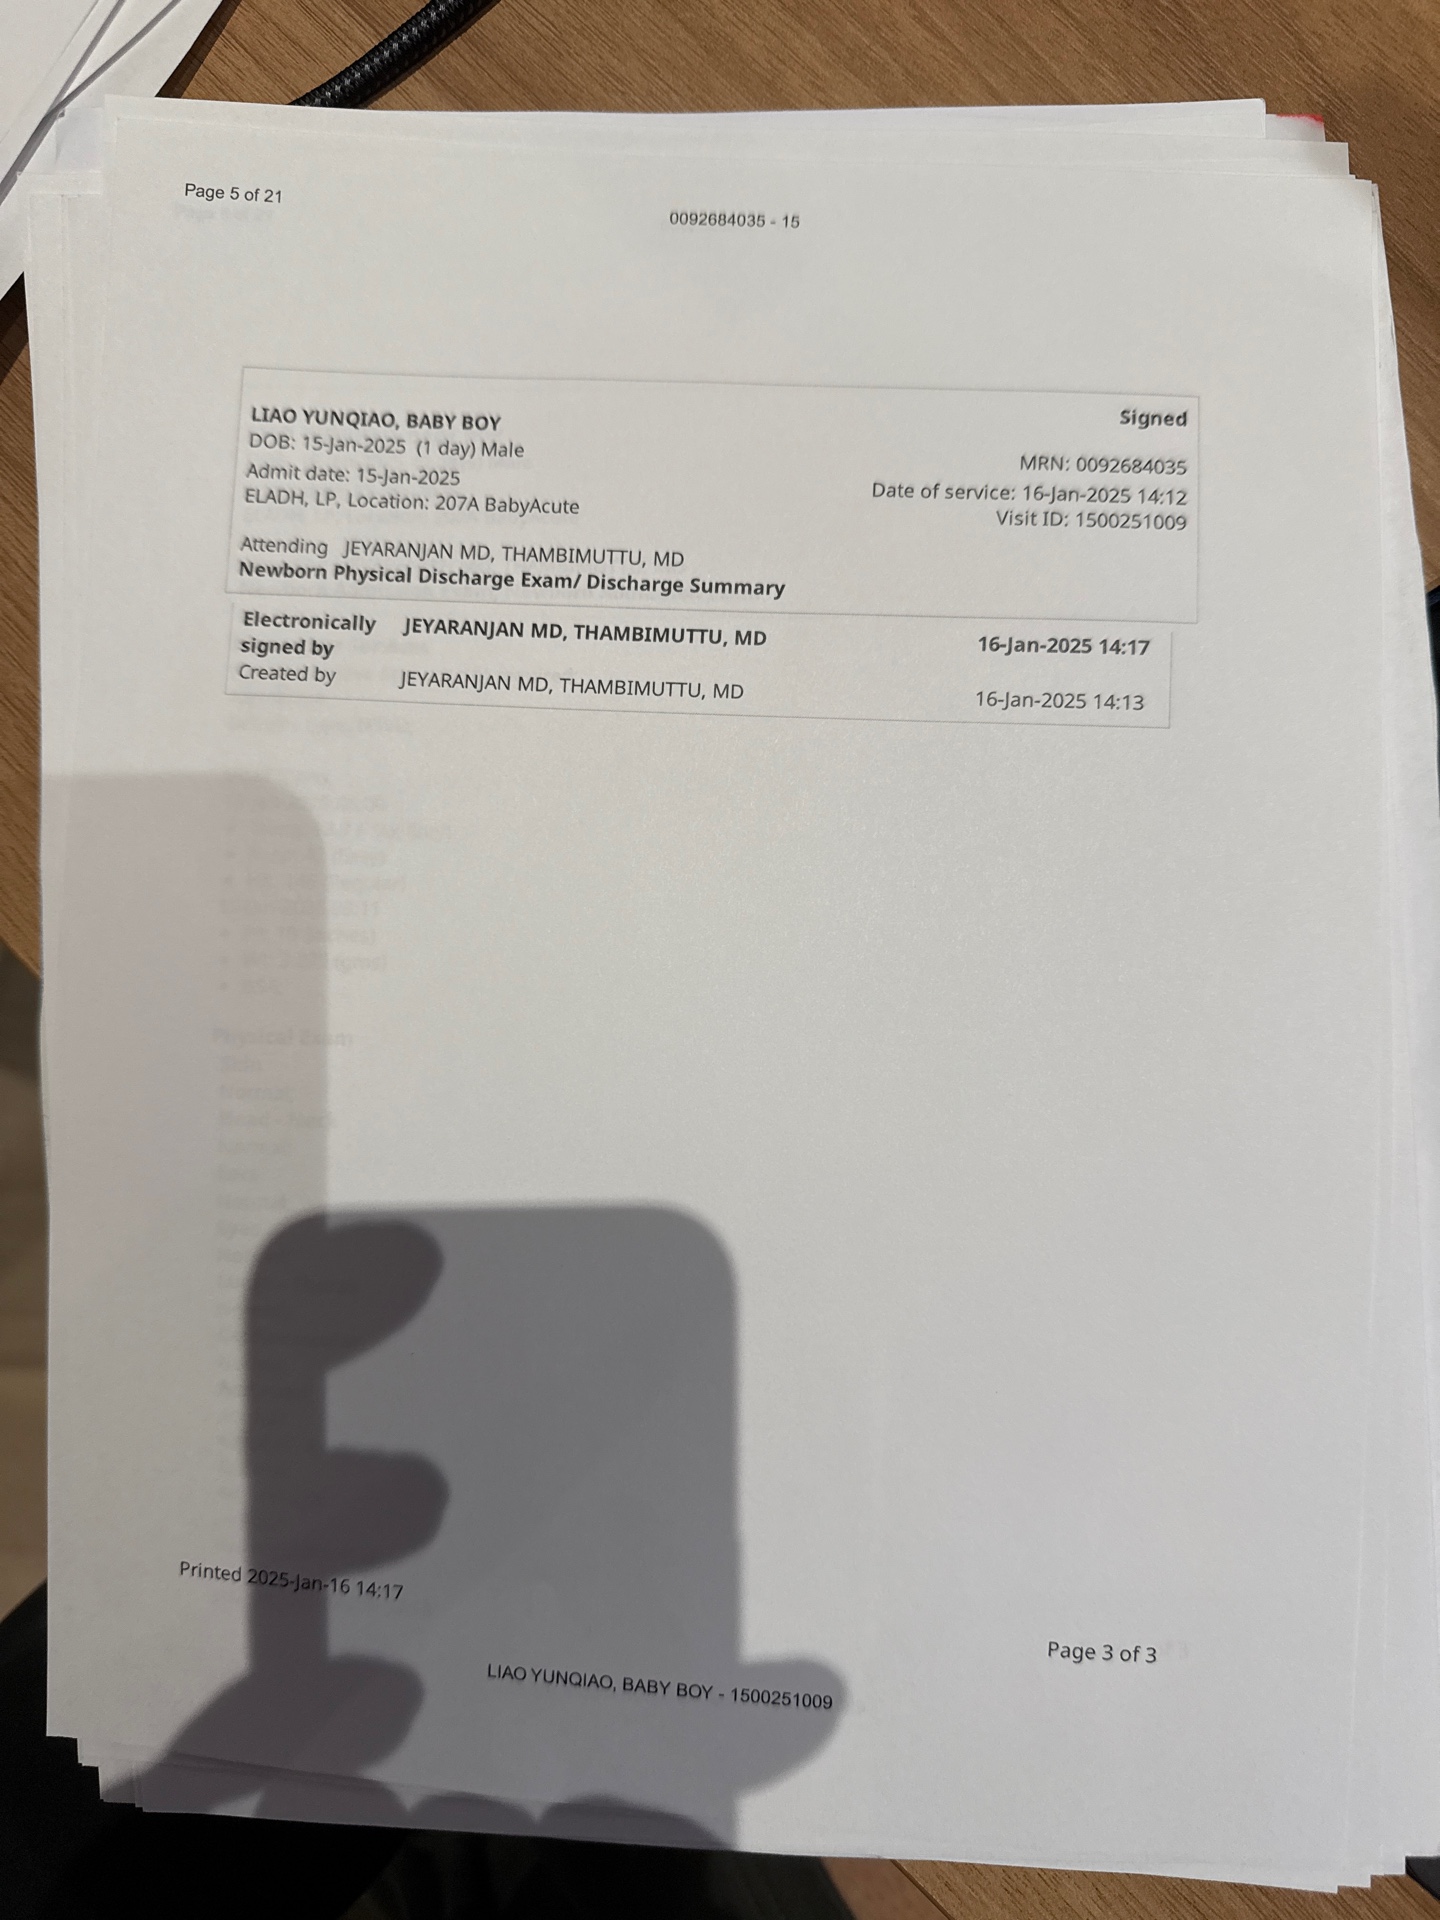 Page 5 of 21
0092684035 - 15
LIAO YUNQIAO, BABY BOY
Signed
DOB: 15-Jan-2025 (1 day) Male
MRN: 0092684035
Admit date: 15-Jan-2025
Date of service: 16-Jan-2025 14:12
ELADH, LP, Location: 207A BabyAcute
Visit ID: 1500251009
Attending JEYARANJAN MD, THAMBIMUTTU, MD
Newborn Physical Discharge Exam/ Discharge Summary
Electronically signed by JEYARANJAN MD, THAMBIMUTTU, MD 16-Jan-2025 14:17
Created by JEYARANJAN MD, THAMBIMUTTU, MD 16-Jan-2025 14:13
Physical Exam
Printed 2025-Jan-16 14:17
Page 3 of 3
LIAO YUNQIAO, BABY BOY - 1500251009